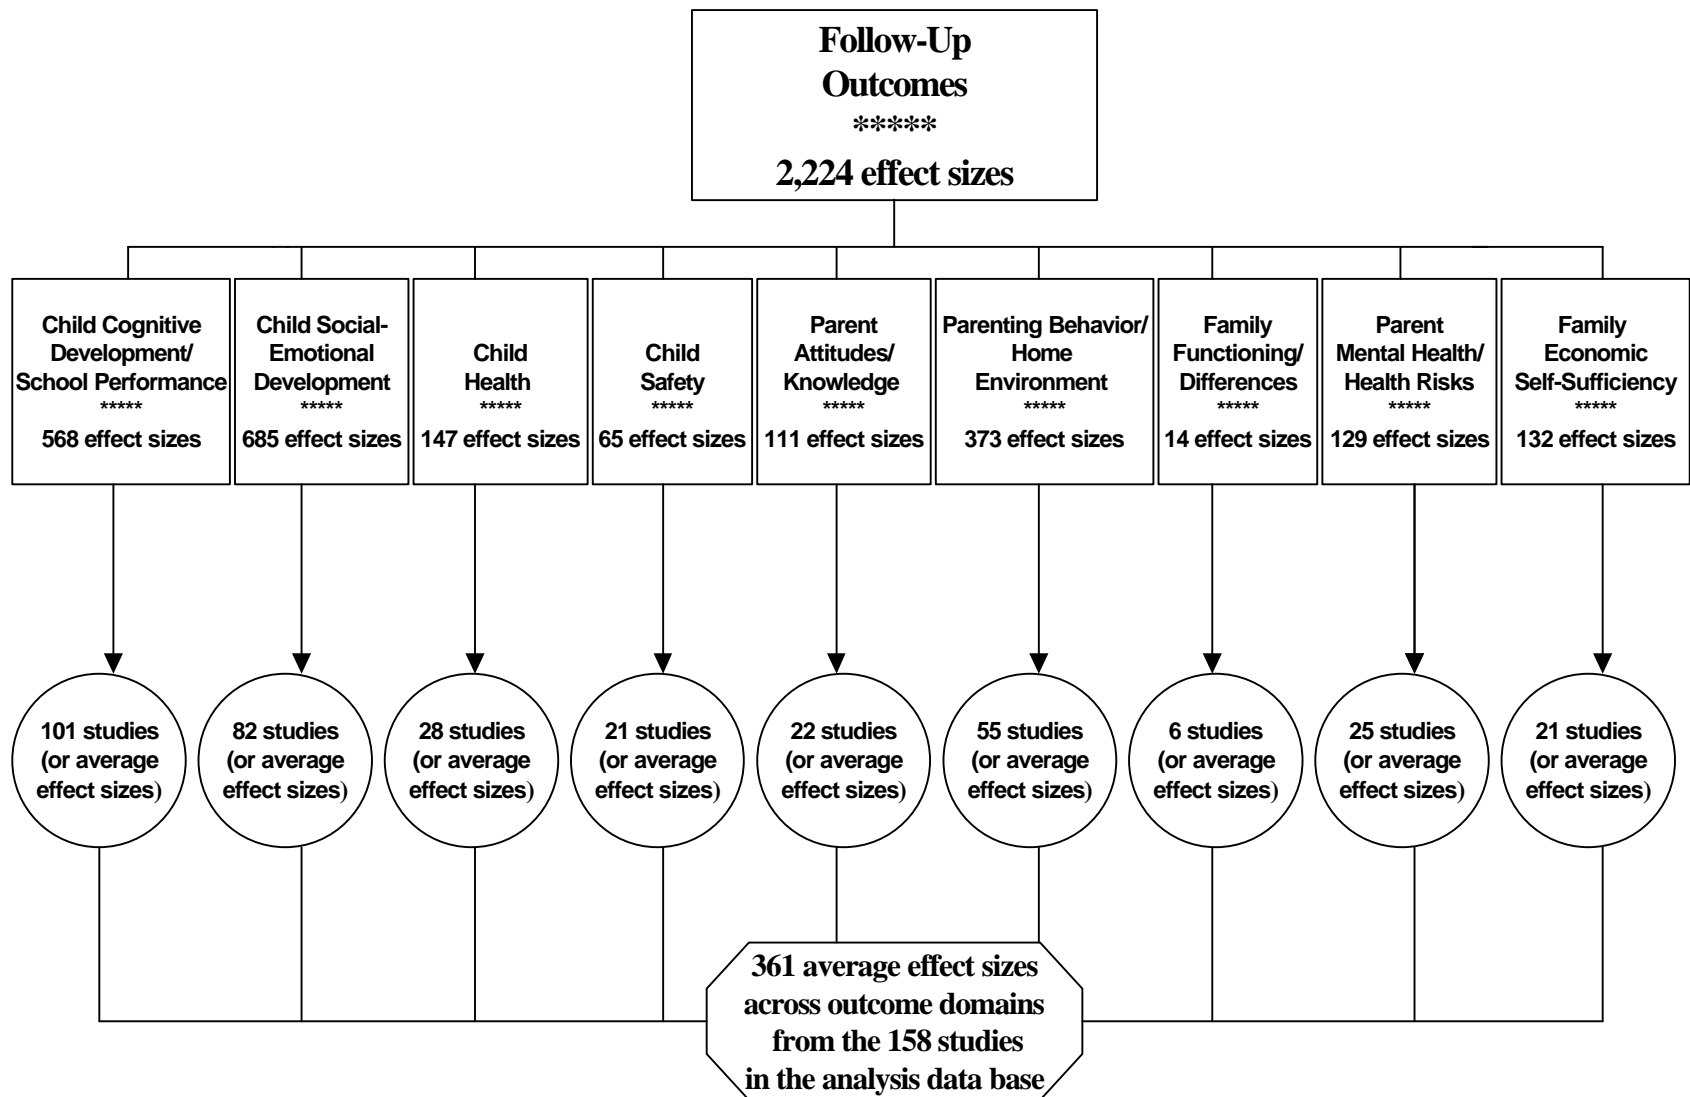 Follow-Up
Outcomes
*****
2,224 effect sizes
Child Cognitive
Development/
School Performance
*****
568 effect sizes
Child Social-
Emotional
Development
*****
685 effect sizes
Child
Health
*****
147 effect sizes
Child
Safety
*****
65 effect sizes
Parent
Attitudes/
Knowledge
*****
111 effect sizes
Parenting Behavior/
Home
Environment
*****
373 effect sizes
Family
Functioning/
Differences
*****
14 effect sizes
Parent
Mental Health/
Health Risks
*****
129 effect sizes
Family
Economic
Self-Sufficiency
*****
132 effect sizes
101 studies
(or average
effect sizes)
82 studies
(or average
effect sizes)
28 studies
(or average
effect sizes)
21 studies
(or average
effect sizes)
22 studies
(or average
effect sizes)
55 studies
(or average
effect sizes)
6 studies
(or average
effect sizes)
25 studies
(or average
effect sizes)
21 studies
(or average
effect sizes)
361 average effect sizes
across outcome domains
from the 158 studies
in the analysis data base